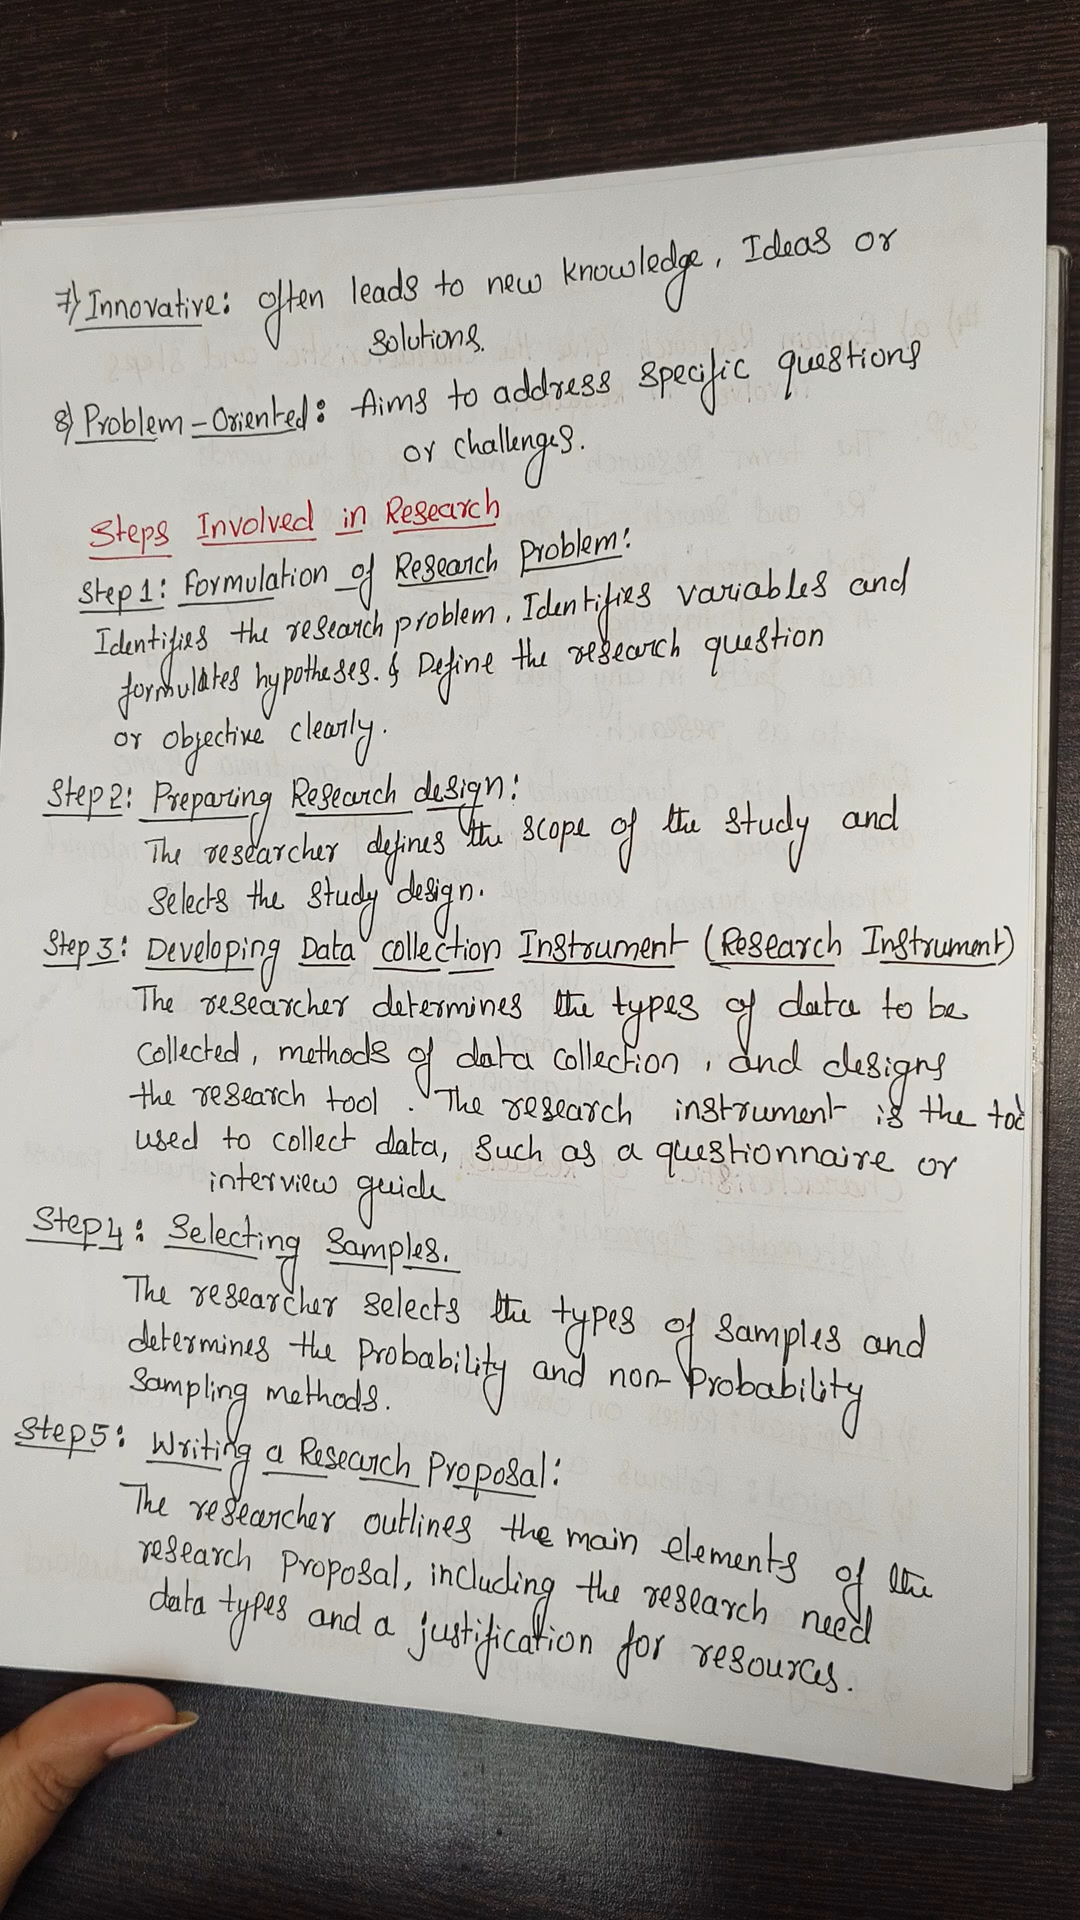 7) Innovative: often leads to new knowledge, Ideas or
solutions.
8) Problem-Oriented: Aims to address specific questions
or challenges.
Steps Involved in Research
Step 1: Formulation of Research Problem:
Identifies the research problem. Identifies variables and
formulates hypotheses. & Define the research question
or objective clearly.
Step 2: Preparing Research design:
The researcher defines the scope of the study and
selects the study design.
Step 3: Developing Data collection Instrument (Research Instrument)
The researcher determines the types of data to be
collected, methods of data collection, and designs
the research tool. The research instrument is the tool
used to collect data, such as a questionnaire or
interview guide
Step 4: Selecting Samples.
The researcher selects the types of samples and
determines the probability and non-probability
sampling methods.
Step 5: Writing a Research Proposal:
The researcher outlines the main elements of the
research proposal, including the research need
data types and a justification for resources.